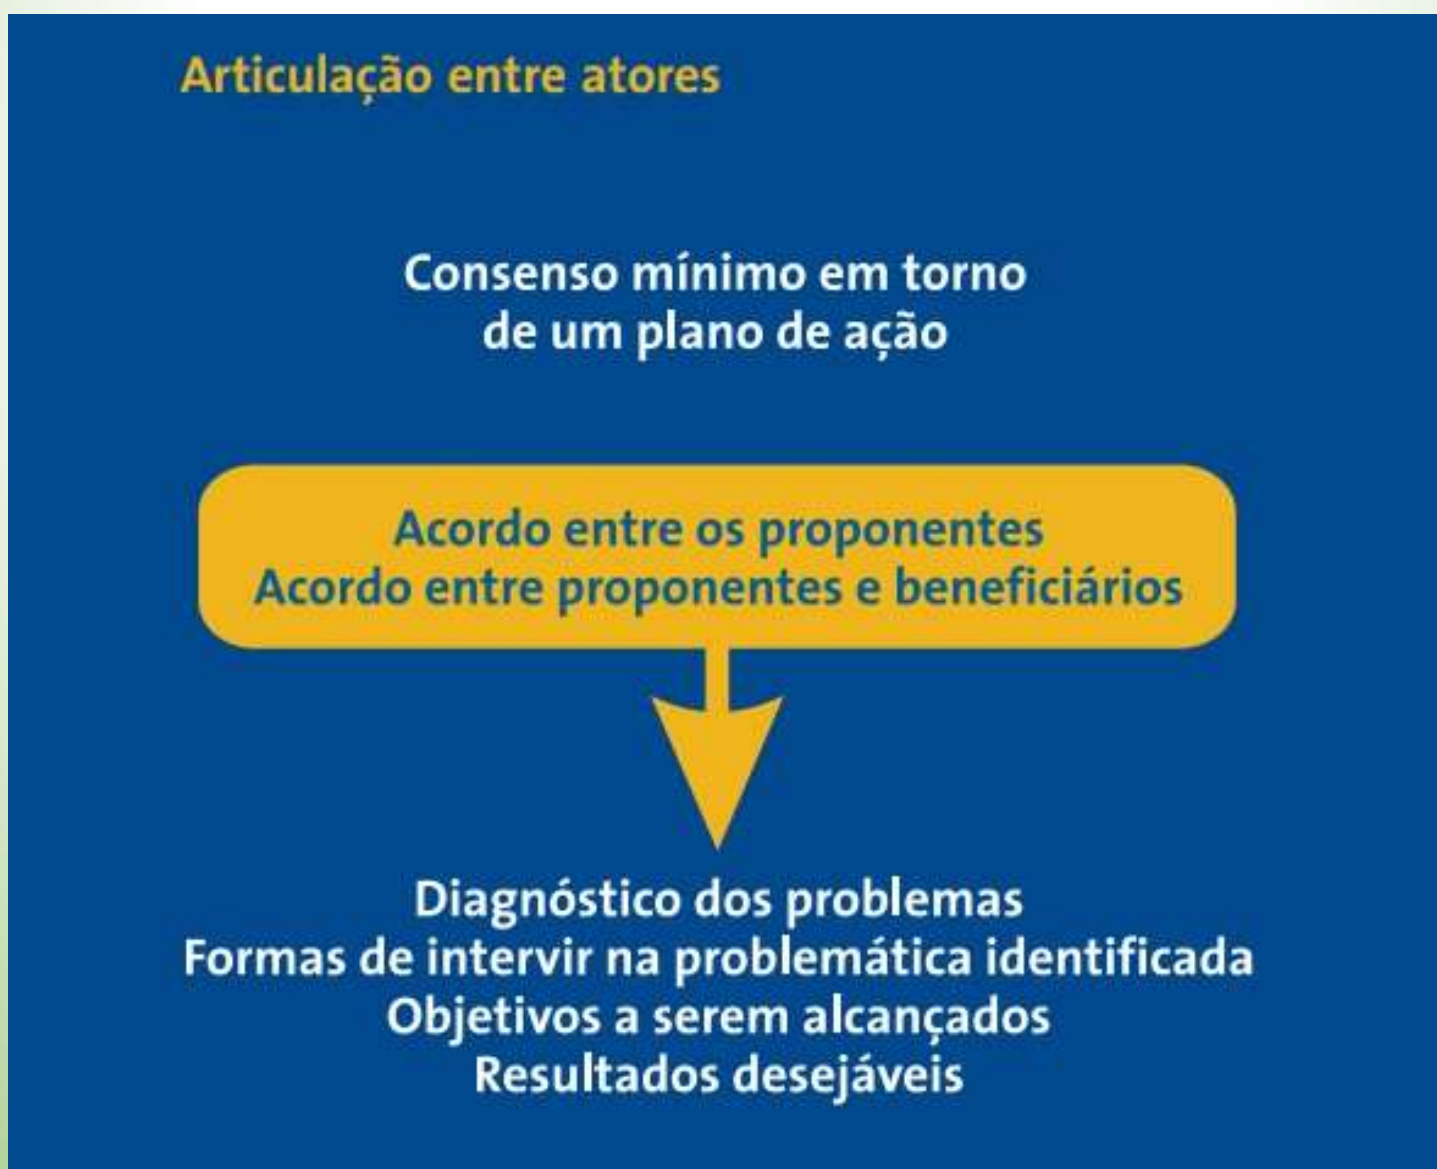 Articulação entre atores
Consenso mínimo em torno
de um plano de ação
Acordo entre os proponentes
Acordo entre proponentes e beneficiários
Diagnóstico dos problemas
Formas de intervir na problemática identificada
Objetivos a serem alcançados
Resultados desejáveis